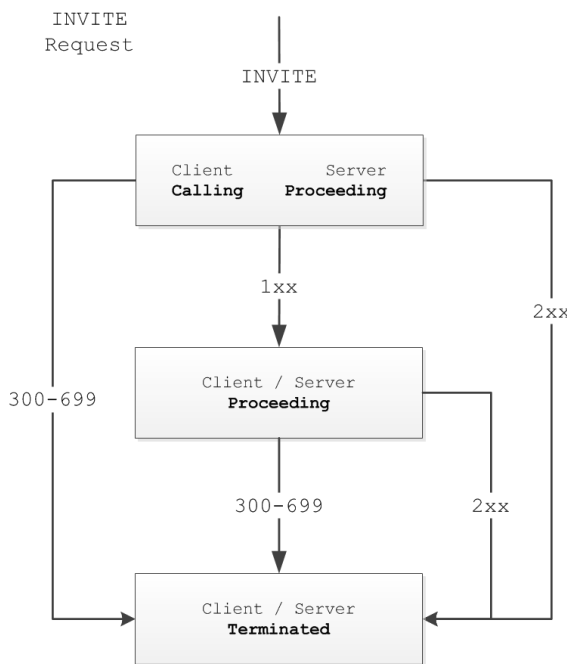 INVITE
Request
INVITE
Client Server
Calling Proceeding
1xx
2xx
Client / Server
Proceeding
300-699
300-699
2xx
Client / Server
Terminated